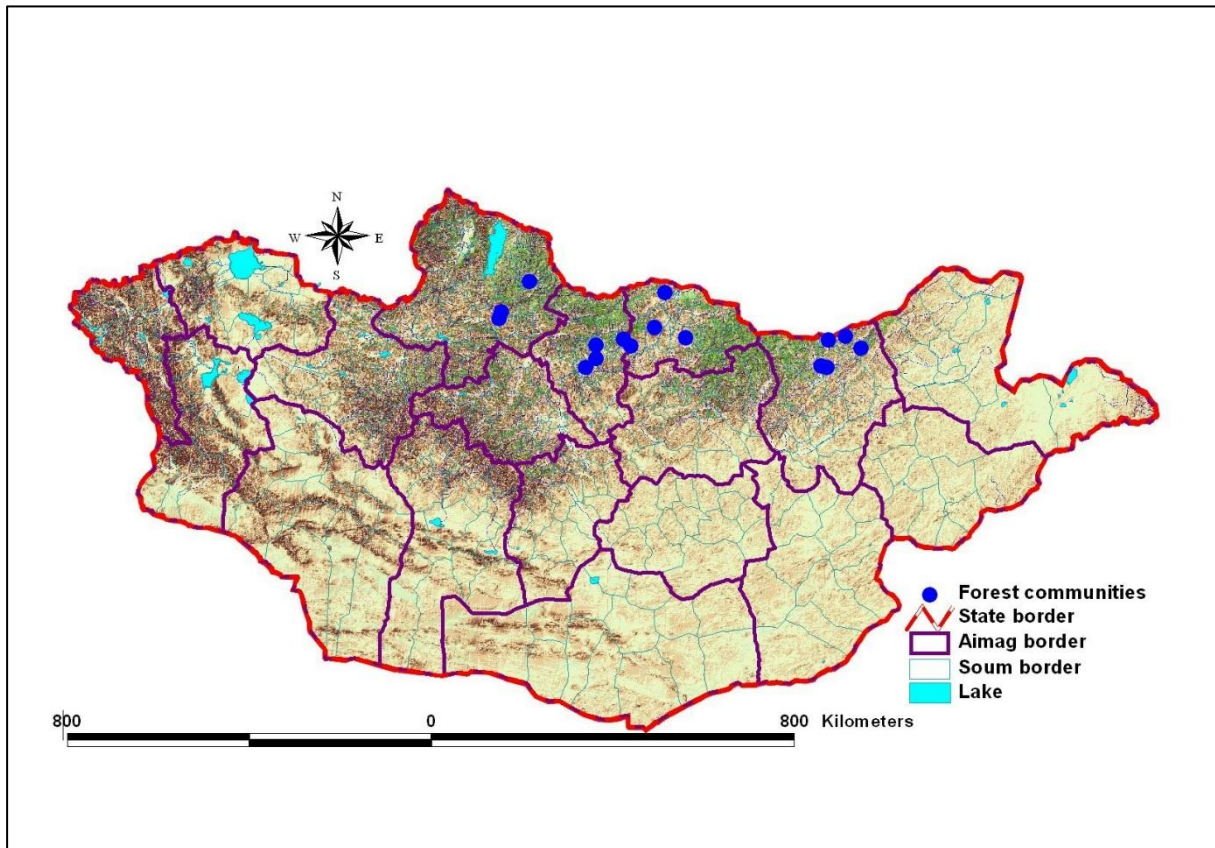 N
W E
S
Forest communities
State border
Aimag border
Soum border
Lake
800 0 800 Kilometers